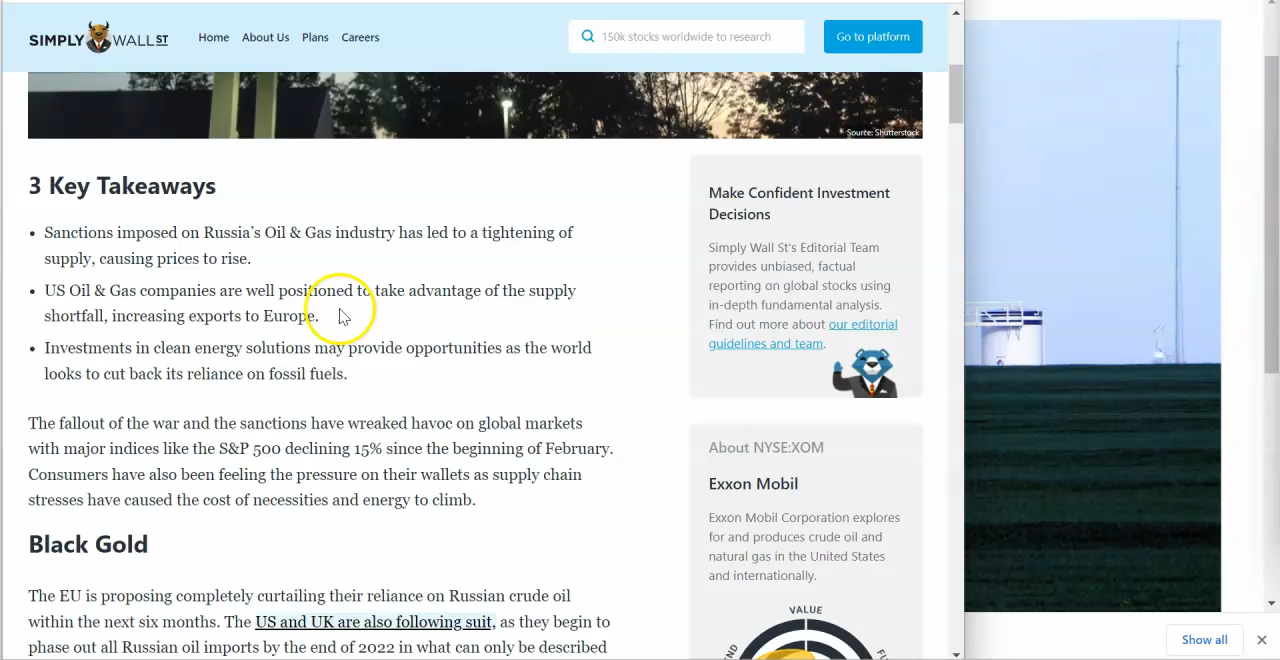 SIMPLY WALL ST
Home About Us Plans Careers
150k stocks worldwide to research
Go to platform
Source: Shutterstock
3 Key Takeaways
• Sanctions imposed on Russia’s Oil & Gas industry has led to a tightening of
supply, causing prices to rise.
• US Oil & Gas companies are well positioned to take advantage of the supply
shortfall, increasing exports to Europe.
• Investments in clean energy solutions may provide opportunities as the world
looks to cut back its reliance on fossil fuels.
The fallout of the war and the sanctions have wreaked havoc on global markets
with major indices like the S&P 500 declining 15% since the beginning of February.
Consumers have also been feeling the pressure on their wallets as supply chain
stresses have caused the cost of necessities and energy to climb.
Black Gold
The EU is proposing completely curtailing their reliance on Russian crude oil
within the next six months. The US and UK are also following suit, as they begin to
phase out all Russian oil imports by the end of 2022 in what can only be described
Make Confident Investment
Decisions
Simply Wall St's Editorial Team
provides unbiased, factual
reporting on global stocks using
in-depth fundamental analysis.
Find out more about our editorial
guidelines and team.
About NYSE:XOM
Exxon Mobil
Exxon Mobil Corporation explores
for and produces crude oil and
natural gas in the United States
and internationally.
VALUE
Show all